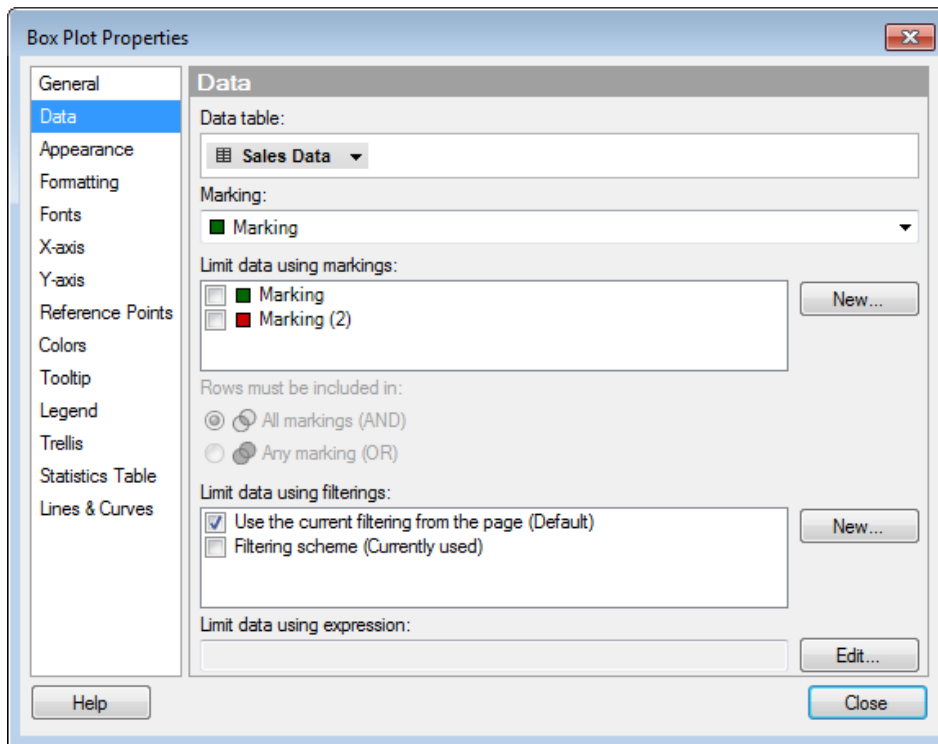 Box Plot Properties
General
Data
Appearance
Formatting
Fonts
X-axis
Y-axis
Reference Points
Colors
Tooltip
Legend
Trellis
Statistics Table
Lines & Curves
Data
Data table:
Sales Data
Marking:
Marking
Limit data using markings:
Marking
New...
Marking (2)
Rows must be included in:
All markings (AND)
Any marking (OR)
Limit data using filterings:
Use the current filtering from the page (Default)
New...
Filtering scheme (Currently used)
Limit data using expression:
Edit...
Help
Close